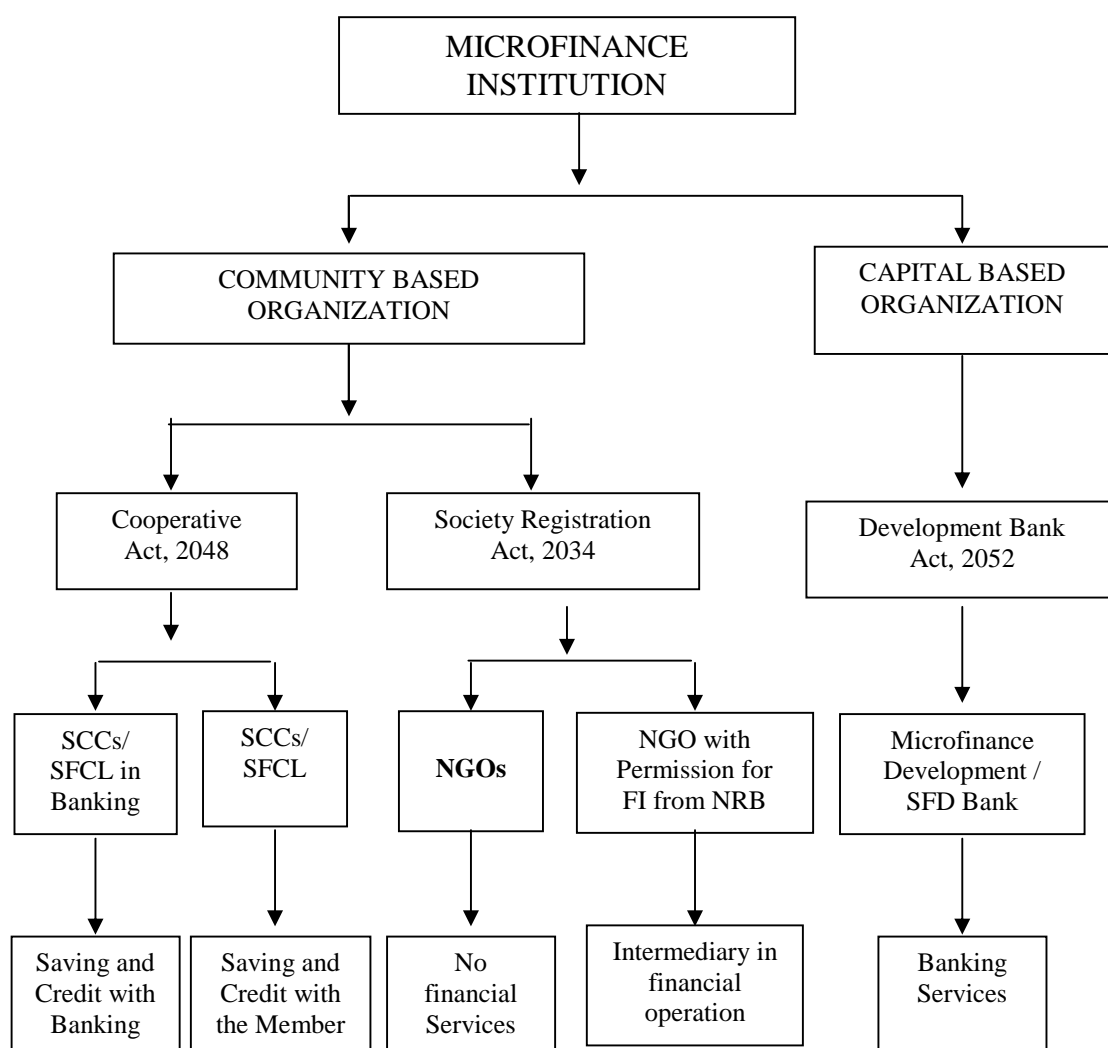 MICROFINANCE
INSTITUTION
COMMUNITY BASED
ORGANIZATION
CAPITAL BASED
ORGANIZATION
Cooperative
Act, 2048
Society Registration
Act, 2034
Development Bank
Act, 2052
SCCs/
SFCL in
Banking
SCCs/
SFCL
NGOs
NGO with
Permission for
FI from NRB
Microfinance
Development /
SFD Bank
Saving and
Credit with
Banking
Saving and
Credit with
the Member
No
financial
Services
Intermediary in
financial
operation
Banking
Services